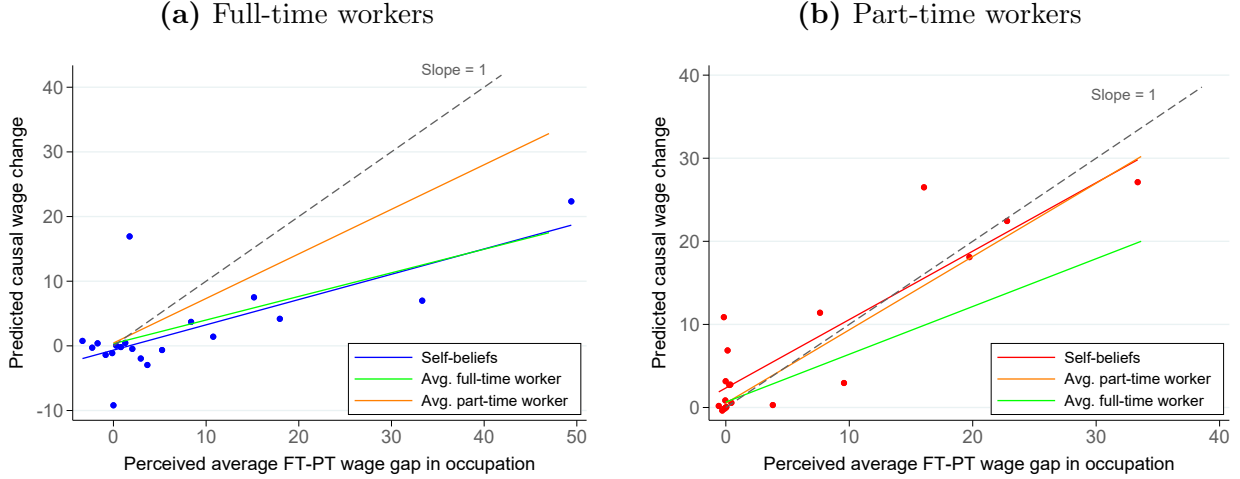 (a) Full-time workers
Predicted causal wage change
40
30
20
10
0
-10
Slope = 1
Self-beliefs
Avg. full-time worker
Avg. part-time worker
0 10 20 30 40 50
Perceived average FT-PT wage gap in occupation
(b) Part-time workers
Predicted causal wage change
40
30
20
10
0
Slope = 1
Self-beliefs
Avg. part-time worker
Avg. full-time worker
0 10 20 30 40
Perceived average FT-PT wage gap in occupation